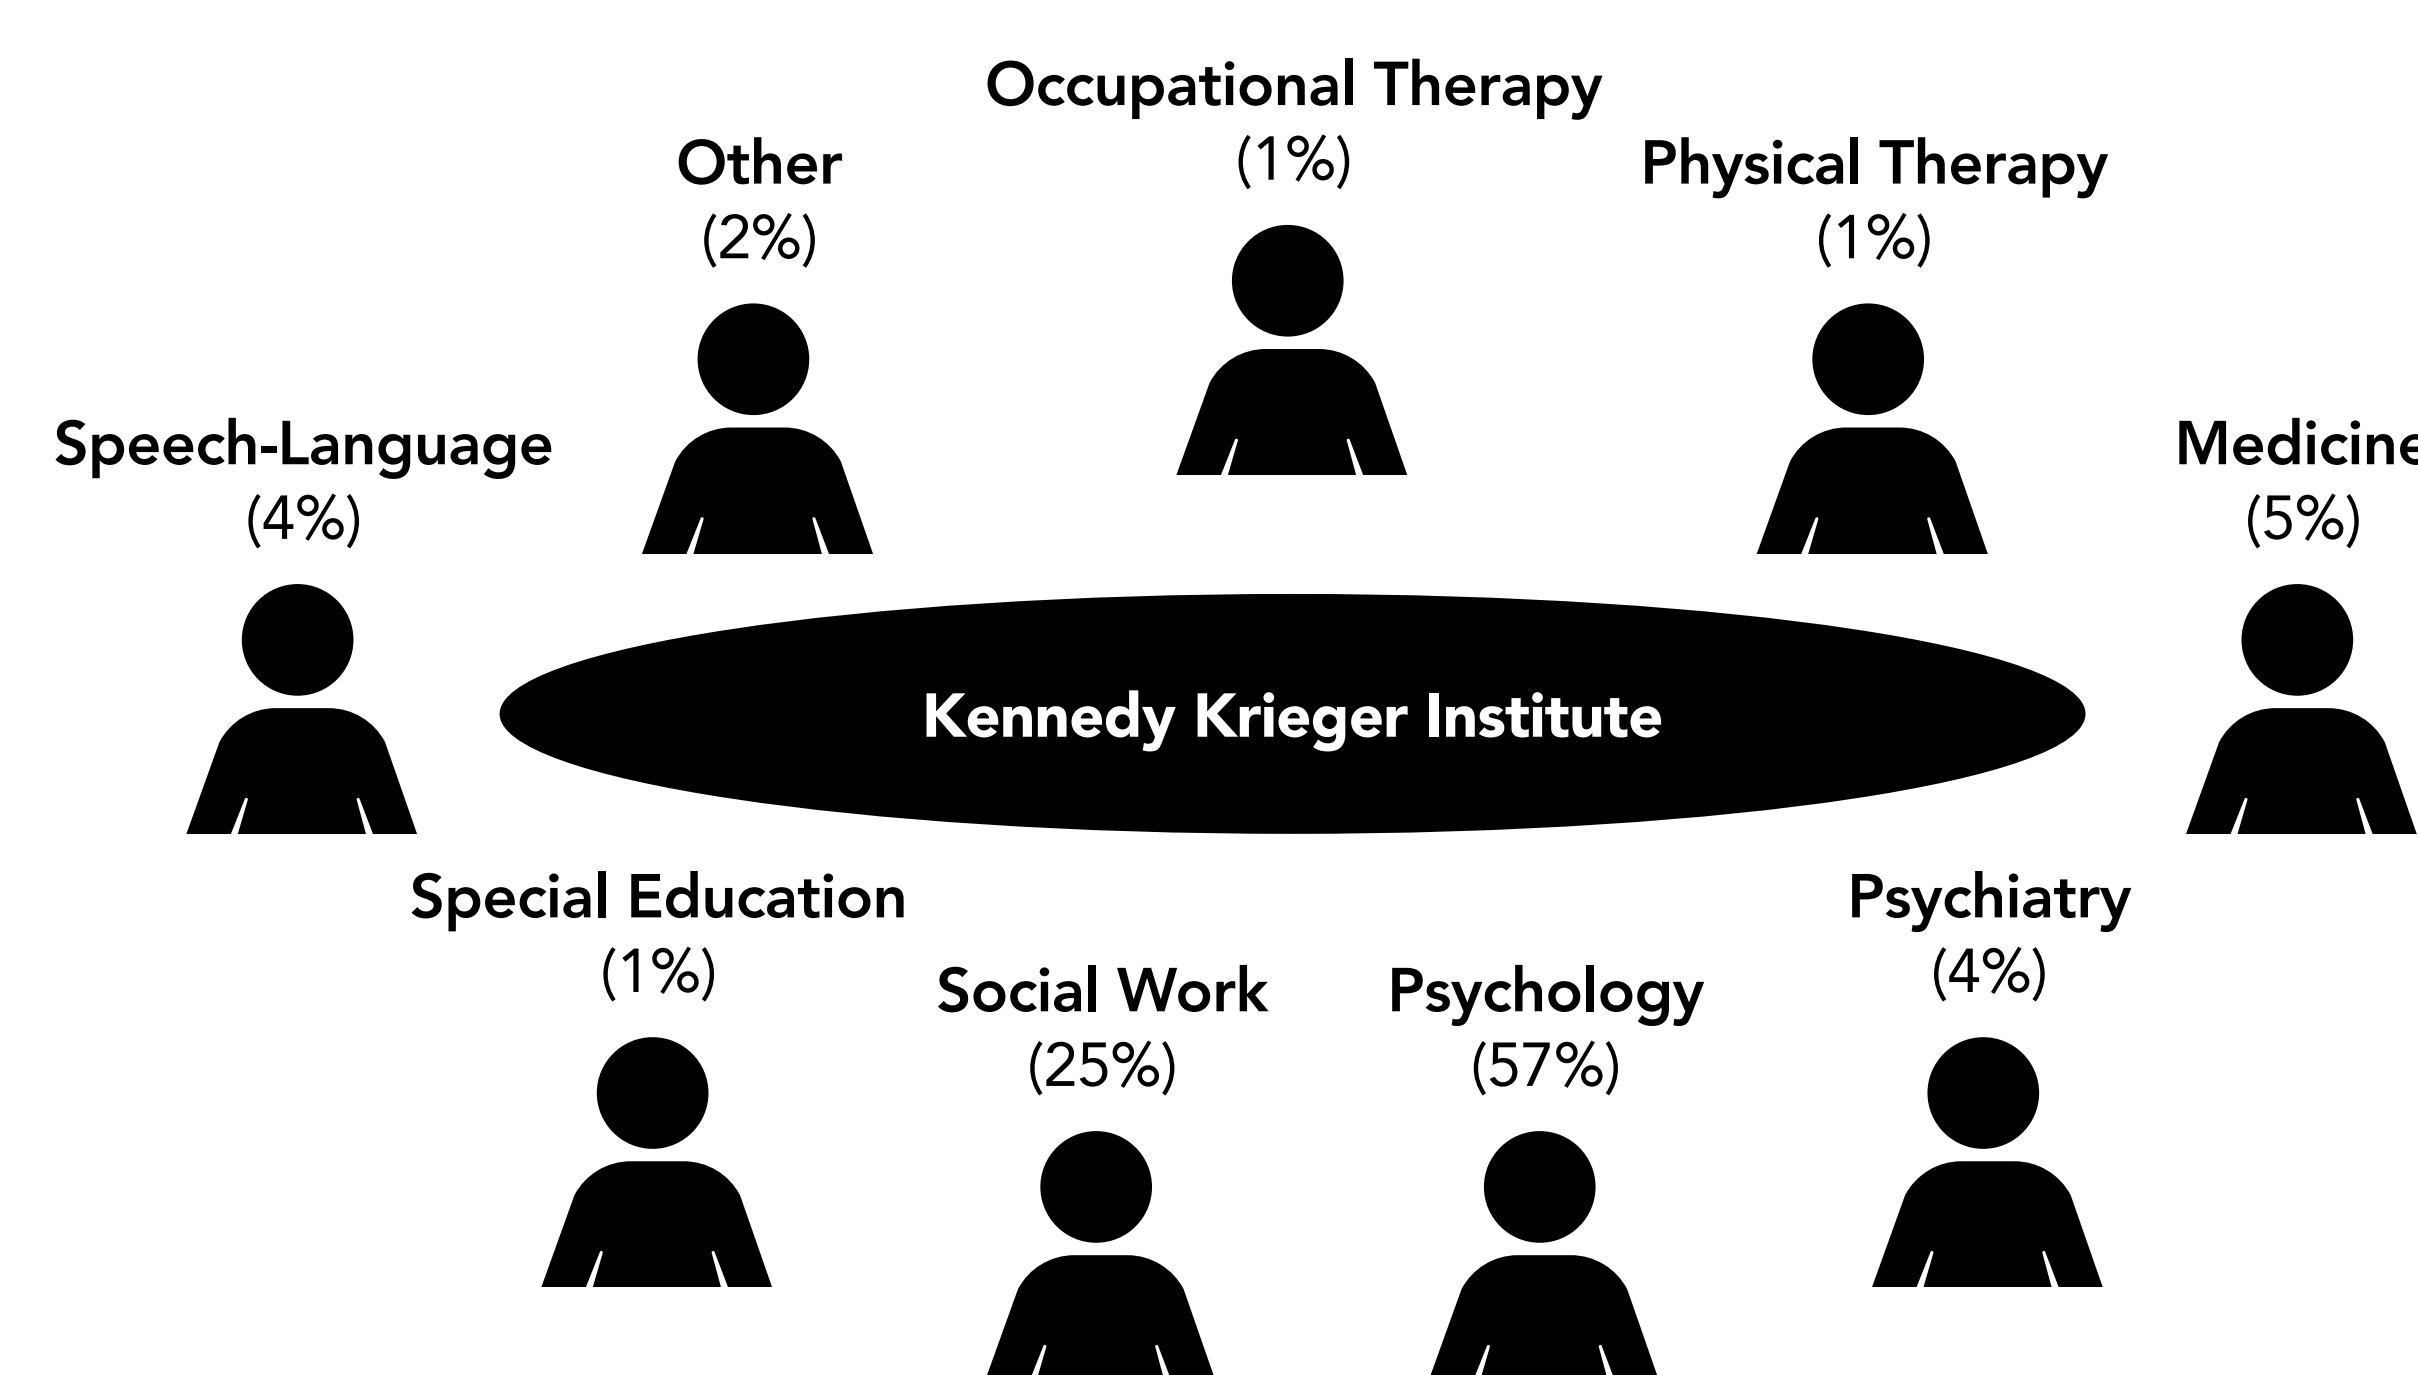 Occupational Therapy
(1%)
Other
(2%)
Physical Therapy
(1%)
Speech-Language
(4%)
Medicine
(5%)
Kennedy Krieger Institute
Special Education
(1%)
Psychiatry
(4%)
Social Work
(25%)
Psychology
(57%)